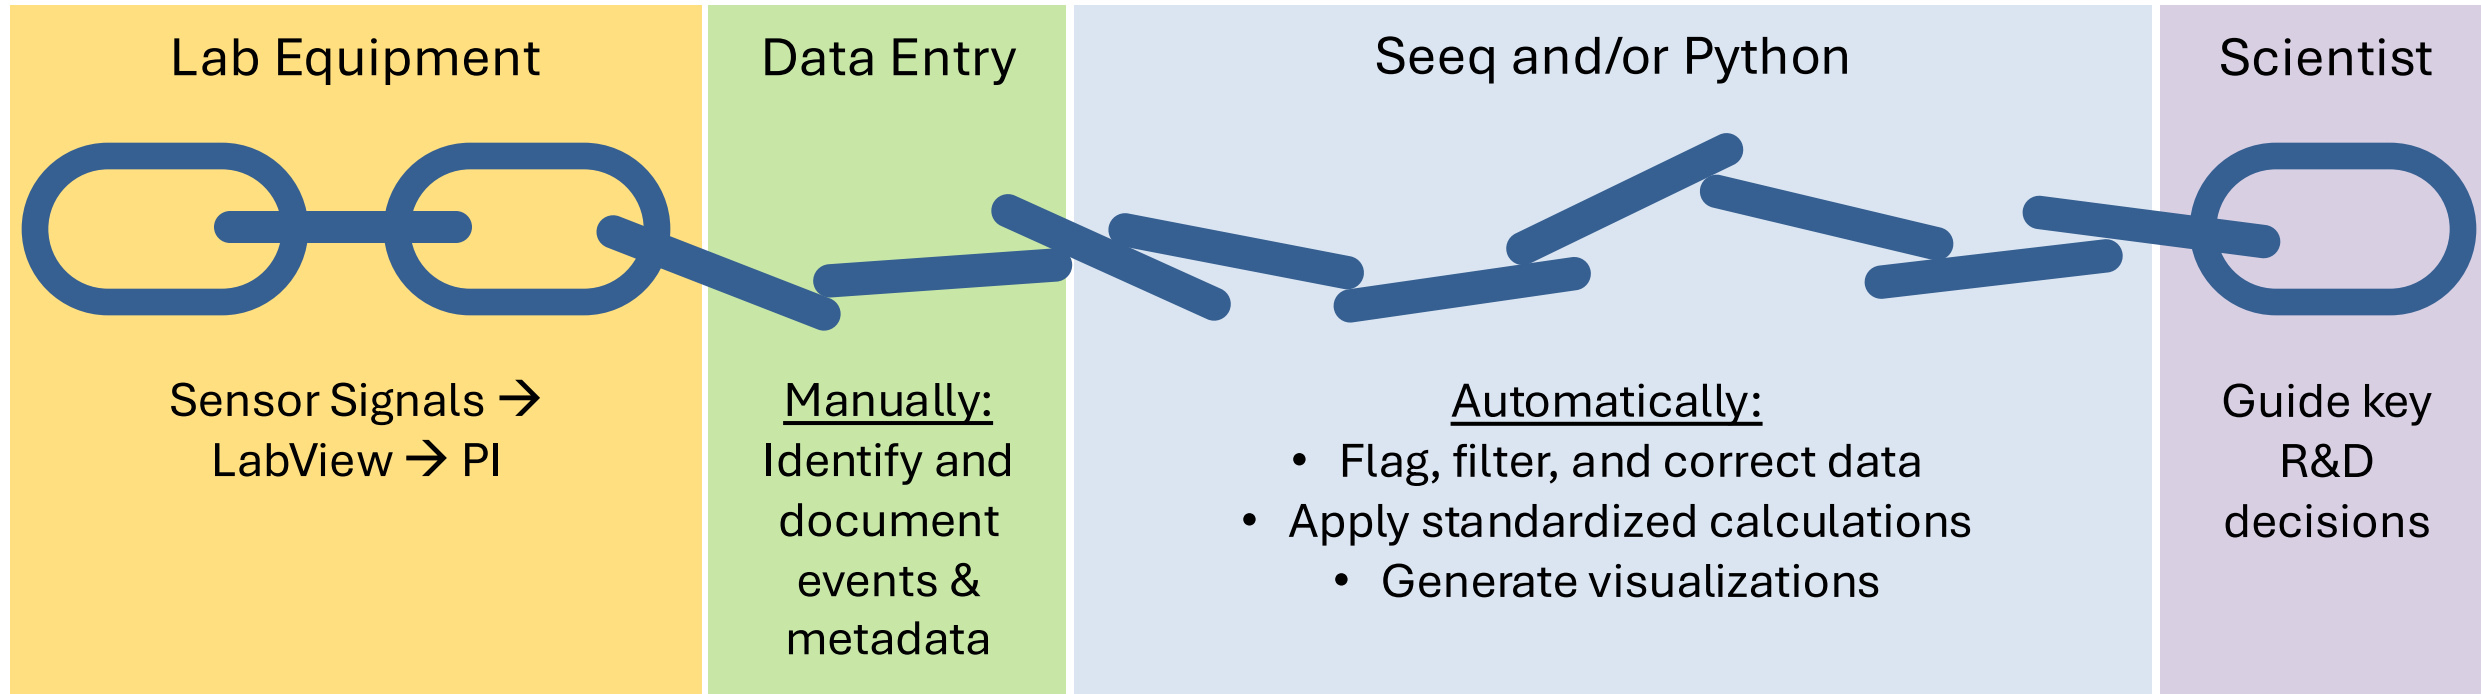 Lab Equipment
Sensor Signals →
LabView → PI
Data Entry
Manually:
Identify and
document
events &
metadata
Seeq and/or Python
Automatically:
• Flag, filter, and correct data
• Apply standardized calculations
• Generate visualizations
Scientist
Guide key
R&D
decisions